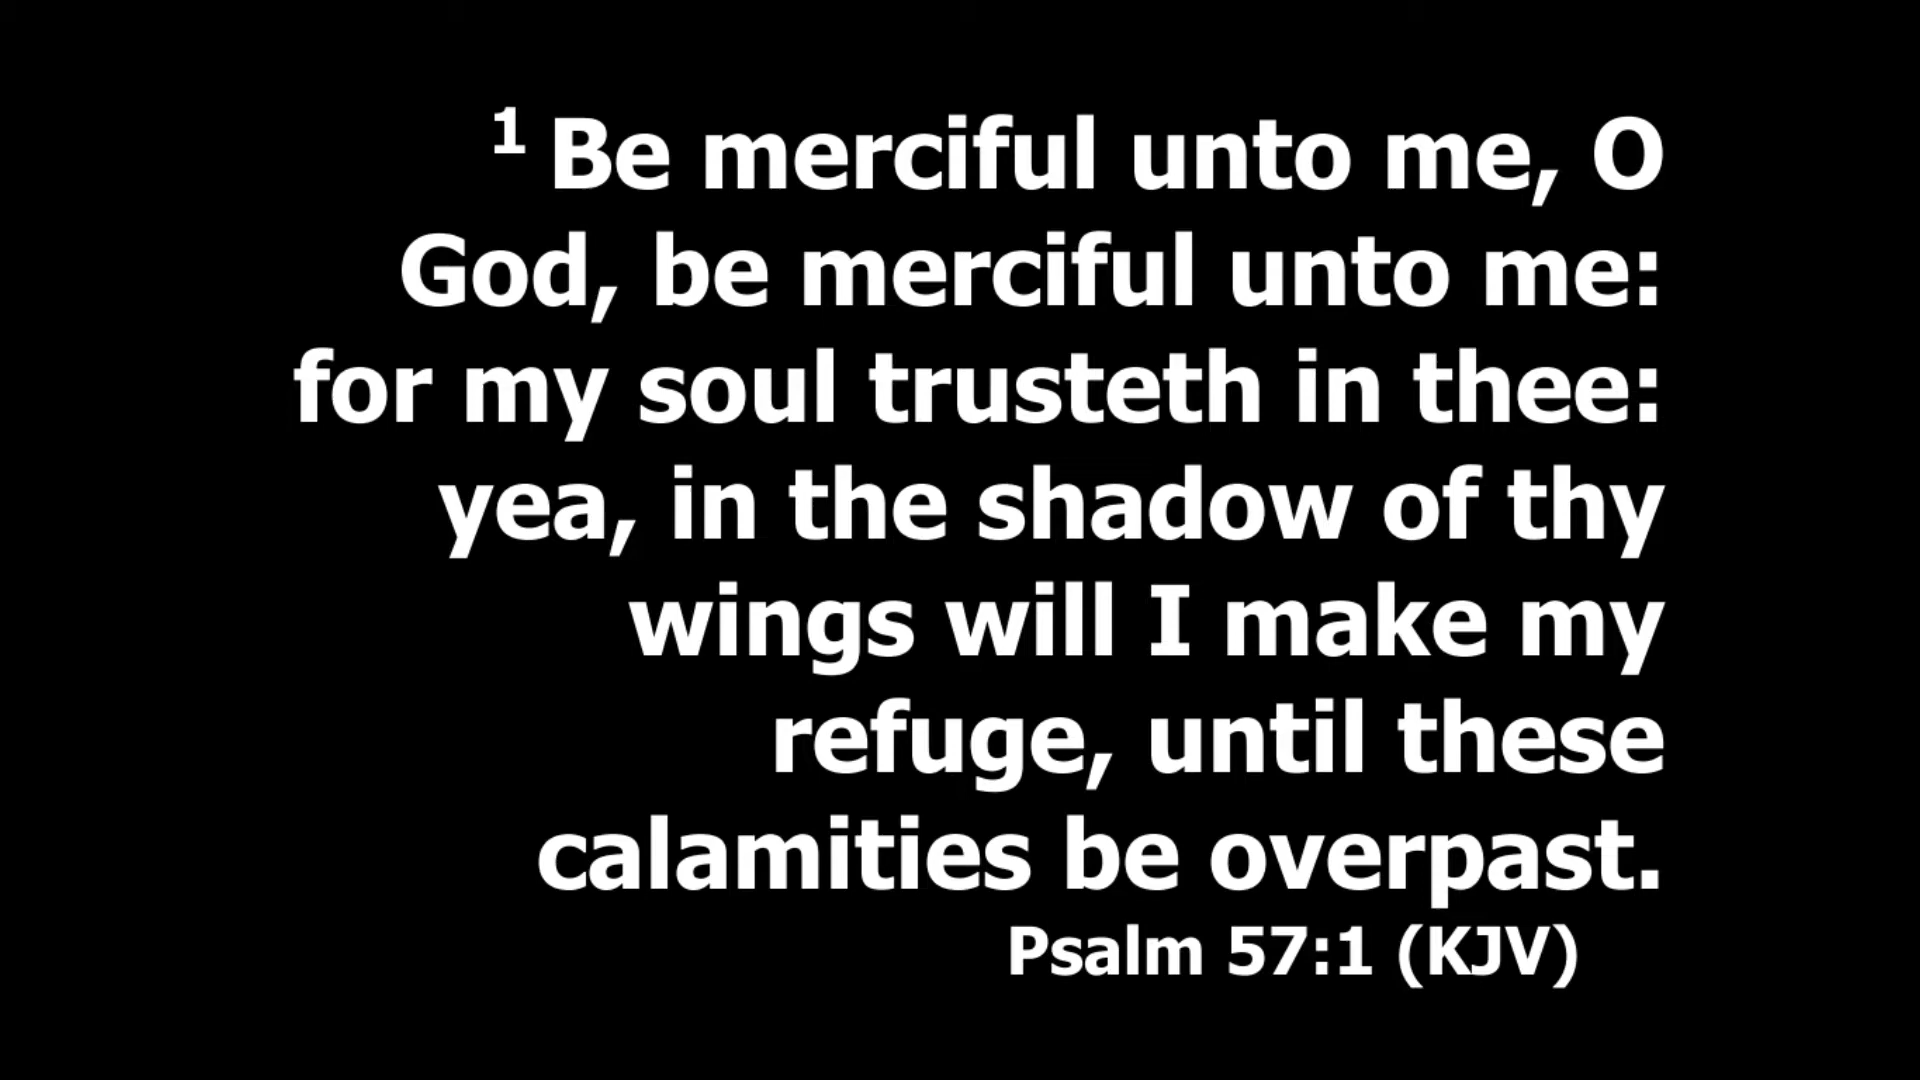 1 Be merciful unto me, O
God, be merciful unto me:
for my soul trusteth in thee:
yea, in the shadow of thy
wings will I make my
refuge, until these
calamities be overpast.
Psalm 57:1 (KJV)